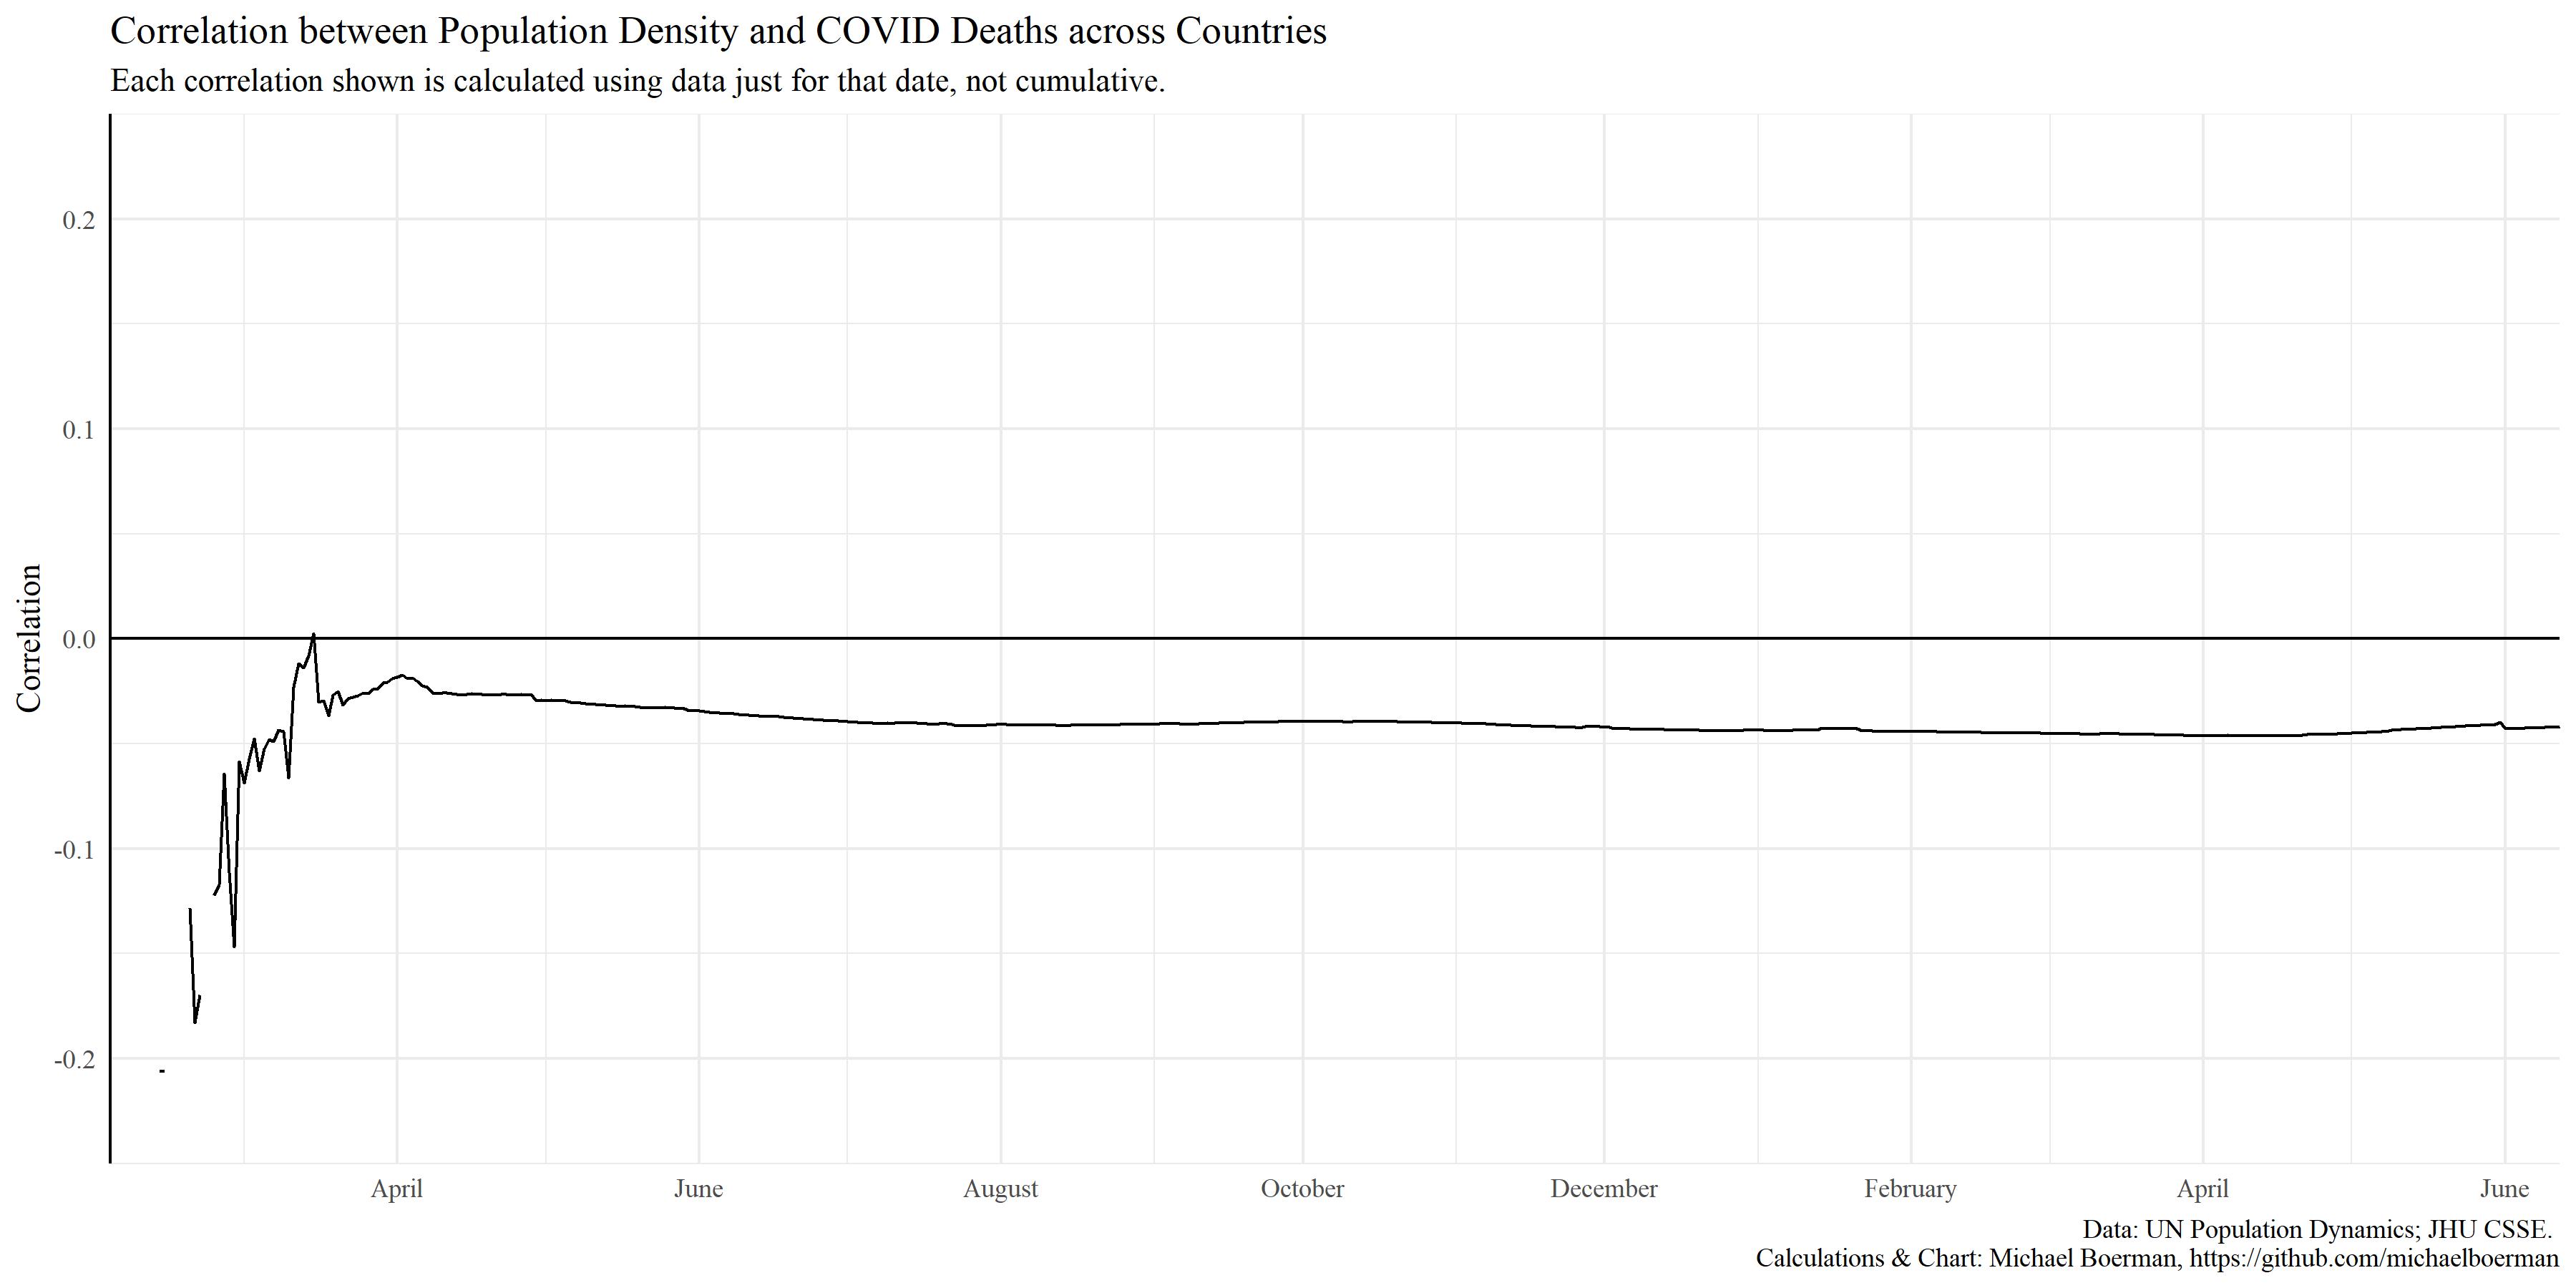 Correlation between Population Density and COVID Deaths across Countries
Each correlation shown is calculated using data just for that date, not cumulative.
Correlation
0.2
0.1
0.0
-0.1
-0.2
April June August October December February April June
Data: UN Population Dynamics; JHU CSSE.
Calculations & Chart: Michael Boerman, https://github.com/michaelboerman